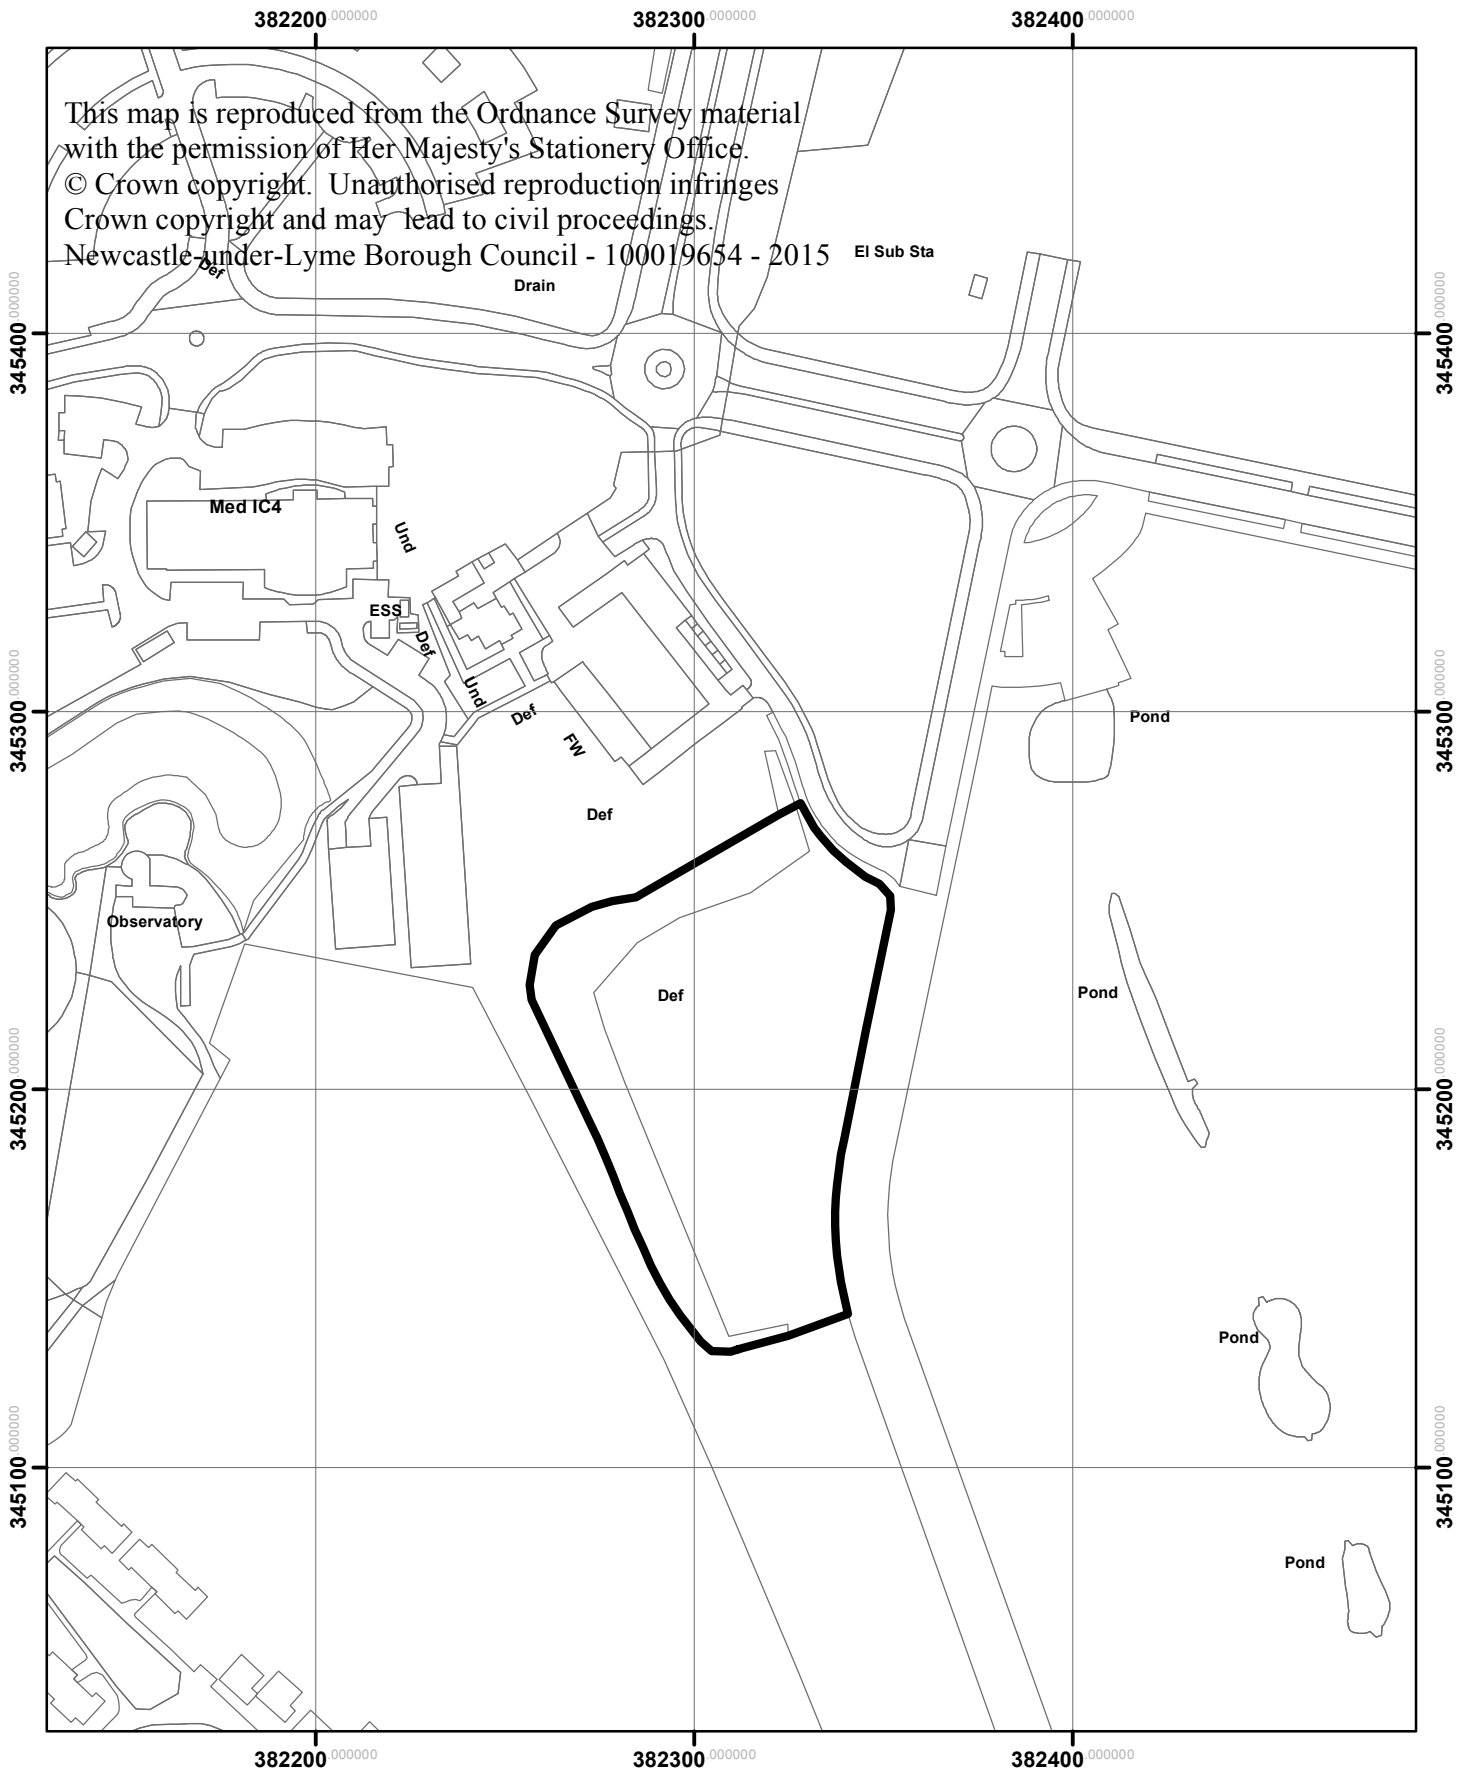 382200.000000 382300.000000 382400.000000
This map is reproduced from the Ordnance Survey material
with the permission of Her Majesty's Stationery Office.
© Crown copyright.  Unauthorised reproduction infringes
Crown copyright and may  lead to civil proceedings.
Newcastle-under-Lyme Borough Council - 100019654 - 2015
El Sub Sta
Def
Drain
345400.000000
345400.000000
Med IC4
Und
ESS
Def
Und
Def
FW
345300.000000
Pond
345300.000000
Def
Observatory
Def
Pond
345200.000000
345200.000000
Pond
345100.000000
345100.000000
Pond
382200.000000 382300.000000 382400.000000